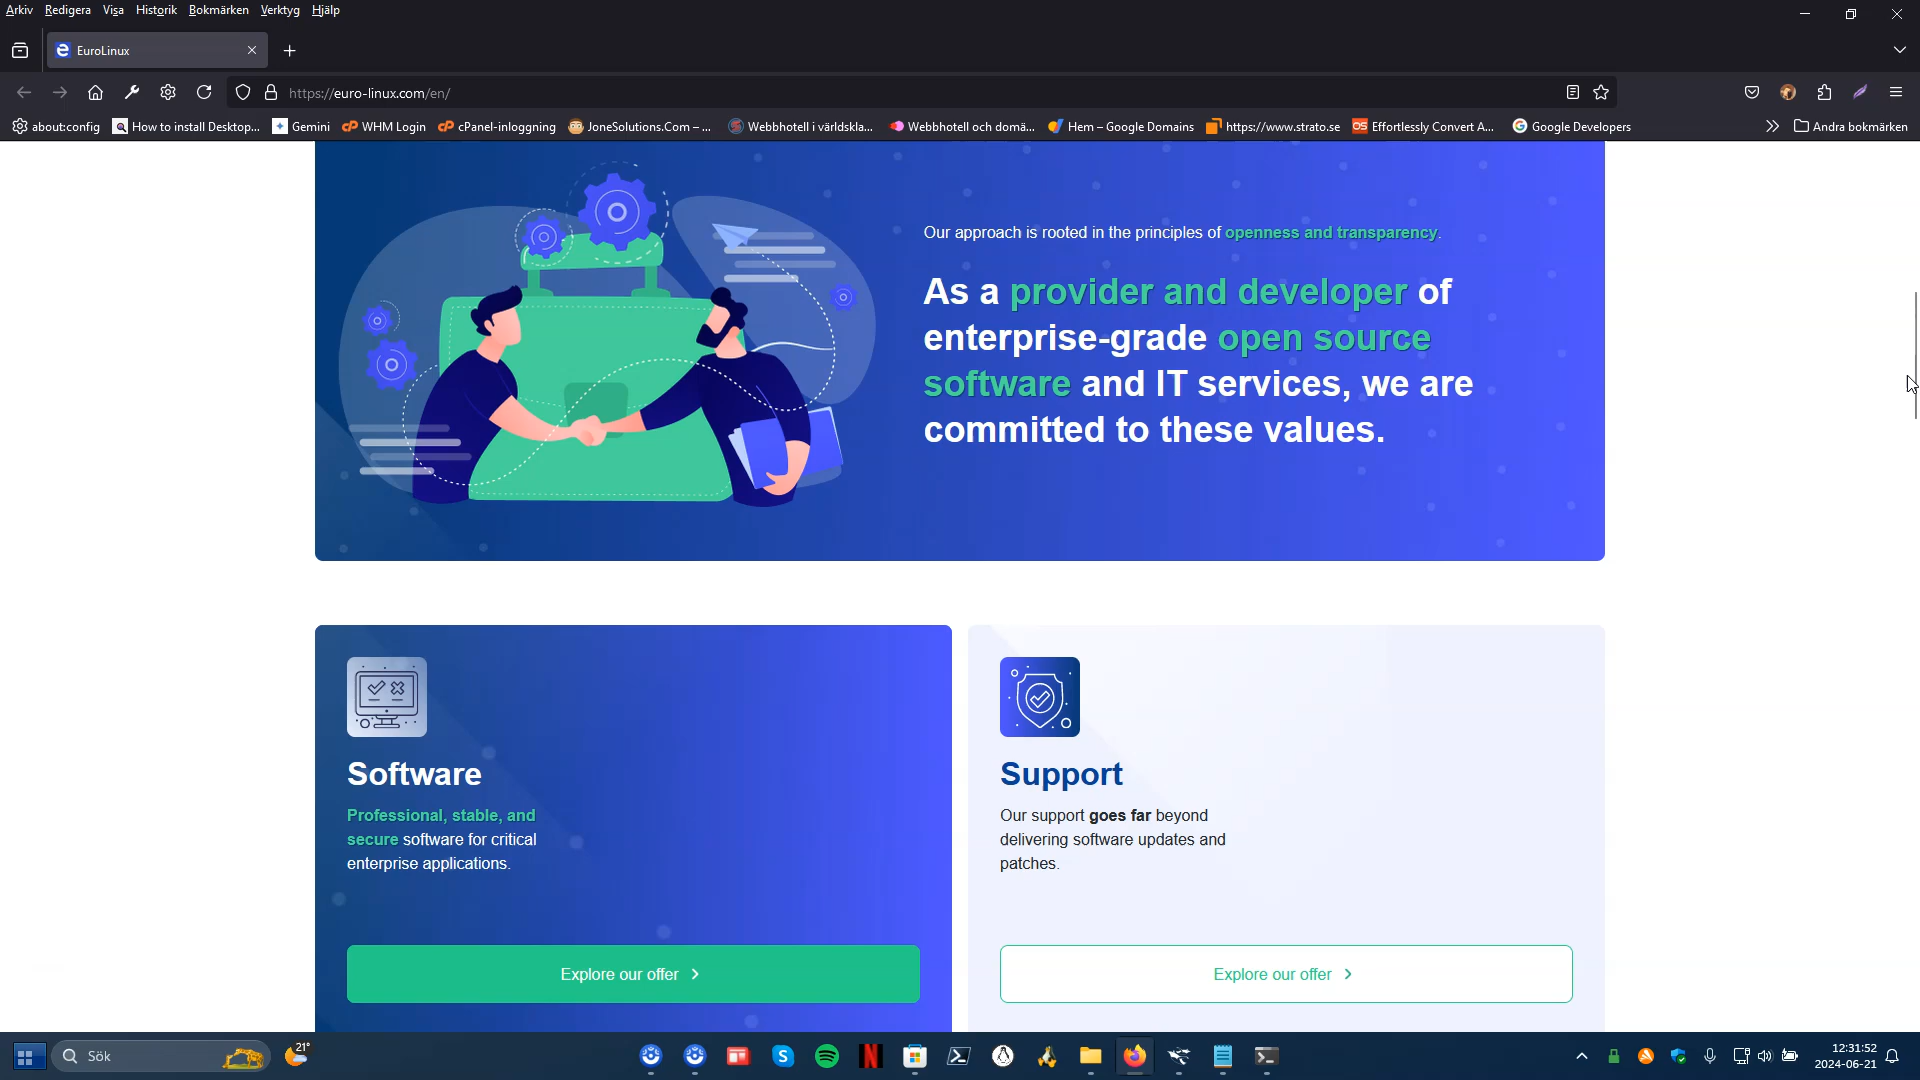 Arkiv Redigera Visa Historik Bokmärken Verktyg Hjälp
EuroLinux
https://euro-linux.com/en/
about:config How to install Desktop... Gemini WHM Login cPanel-inloggning JoneSolutions.Com – ... Webbhotell i världskla... Webbhotell och domä... Hem – Google Domains https://www.strato.se Effortlessly Convert A... Google Developers Andra bokmärken
Our approach is rooted in the principles of openness and transparency.
As a provider and developer of
enterprise-grade open source
software and IT services, we are
committed to these values.
Software
Professional, stable, and
secure software for critical
enterprise applications.
Explore our offer
Support
Our support goes far beyond
delivering software updates and
patches.
Explore our offer
Sök
21°
12:31:52
2024-06-21